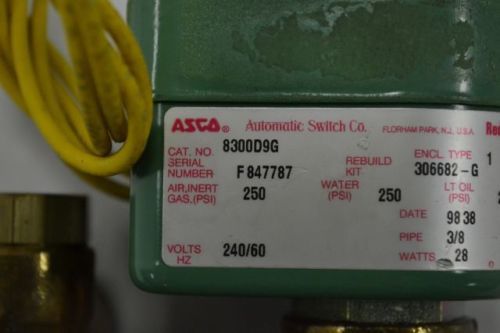 ASCO® Automatic Switch Co. FLORHAM PARK, N.J., U.S.A.
CAT. NO. 8300D9G ENCL. TYPE 1
SERIAL NUMBER F847787 REBUILD KIT 306682-G
AIR, INERT GAS. (PSI) 250 WATER (PSI) 250 LT OIL (PSI)
DATE 98 38
PIPE 3/8
VOLTS HZ 240/60 WATTS 28